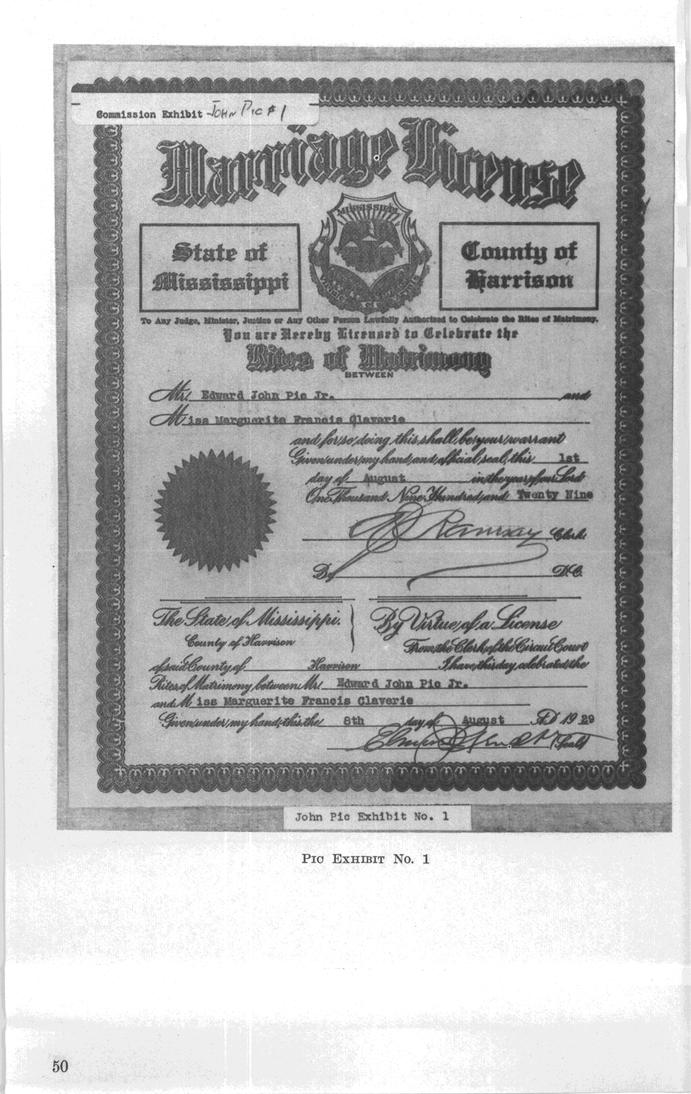 Commission Exhibit John Pic #1
Marriage License
State of
Mississippi
MISSISSIPPI
County of
Harrison
To Any Judge, Minister, Justice or Any Other Person Lawfully Authorized to Celebrate the Rites of Matrimony.
You are Hereby Licensed to Celebrate the
Rites of Matrimony
BETWEEN
Mr. Edward John Pic Jr. and
Miss Marguerite Francis Claverie
and for so doing, this shall be your warrant
Given under my hand and official seal, this 1st
day of August in the year of our Lord
One Thousand Nine Hundred and Twenty Nine
Ramsay Clerk
By D.C.
The State of Mississippi.
County of Harrison
By Virtue of a License
From the Clerk of the Circuit Court
of said County of Harrison I have this day celebrated the
Rites of Matrimony between Mr. Edward John Pic Jr.
and Miss Marguerite Francis Claverie
Given under my hand this the 8th day of August A.D. 1929
(Seal)
John Pic Exhibit No. 1
PIC EXHIBIT No. 1
50